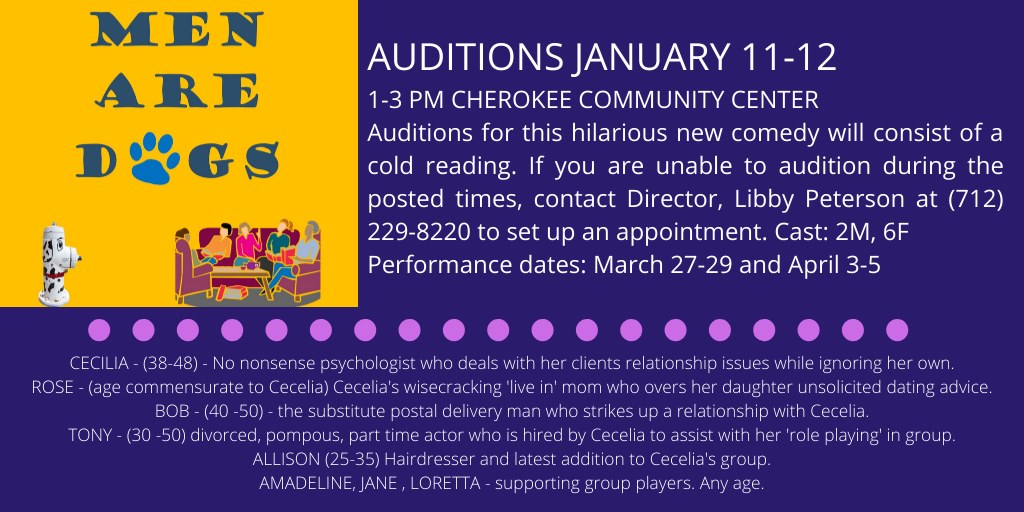 MEN
ARE
DOGS
AUDITIONS JANUARY 11-12
1-3 PM CHEROKEE COMMUNITY CENTER
Auditions for this hilarious new comedy will consist of a
cold reading. If you are unable to audition during the
posted times, contact Director, Libby Peterson at (712)
229-8220 to set up an appointment. Cast: 2M, 6F
Performance dates: March 27-29 and April 3-5
CECILIA - (38-48) - No nonsense psychologist who deals with her clients relationship issues while ignoring her own.
ROSE - (age commensurate to Cecelia) Cecelia's wisecracking 'live in' mom who overs her daughter unsolicited dating advice.
BOB - (40 -50) - the substitute postal delivery man who strikes up a relationship with Cecelia.
TONY - (30 -50) divorced, pompous, part time actor who is hired by Cecelia to assist with her 'role playing' in group.
ALLISON (25-35) Hairdresser and latest addition to Cecelia's group.
AMADELINE, JANE , LORETTA - supporting group players. Any age.